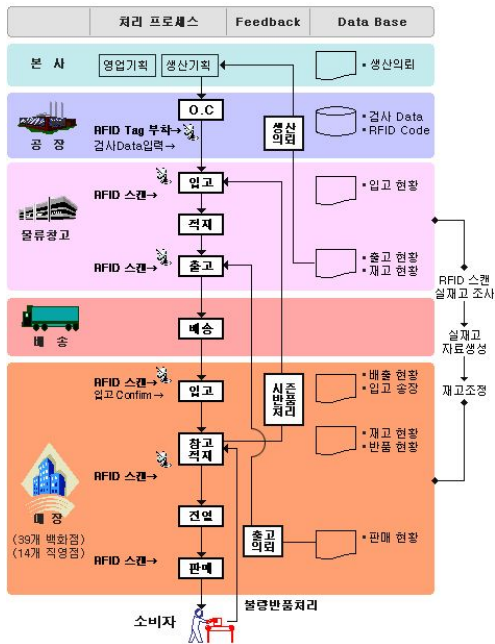 처리 프로세스
Feedback
Data Base
본 사
영업기획
생산기획
▪ 생산의뢰
O.C
RFID Tag 부착→
검사Data입력→
공 장
생산
의뢰
▪ 검사 Data
▪ RFID Code
RFID 스캔→
입고
▪ 입고 현황
적재
물류창고
RFID 스캔→
출고
▪ 출고 현황
▪ 재고 현황
RFID 스캔
실재고 조사
배송
배 송
실재고
자료생성
RFID 스캔→
입고 Confirm→
입고
시즌
반품
처리
▪ 배출 현황
▪ 입고 송장
재고조정
창고
적재
▪ 재고 현황
▪ 반품 현황
RFID 스캔→
진열
매 장
(39개 백화점)
(14개 직영점)
출고
의뢰
▪ 판매 현황
RFID 스캔→
판매
불량반품처리
소비자